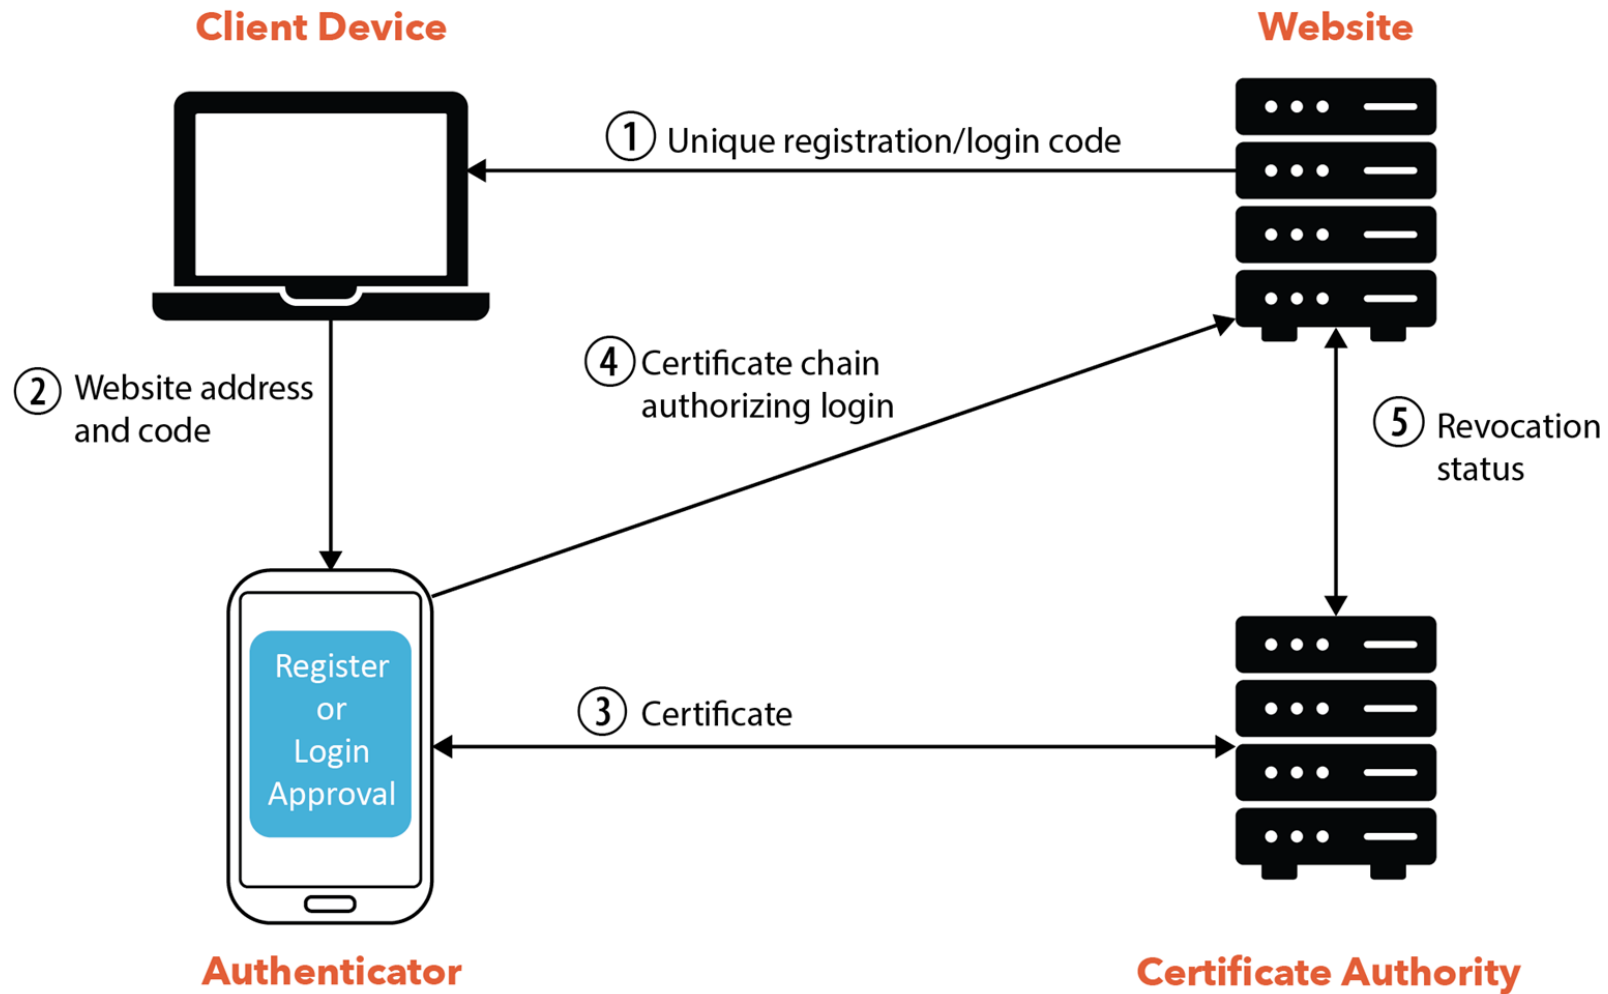 Client Device
Website
1 Unique registration/login code
2 Website address
and code
4 Certificate chain
authorizing login
5 Revocation
status
Register
or
Login
Approval
3 Certificate
Authenticator
Certificate Authority